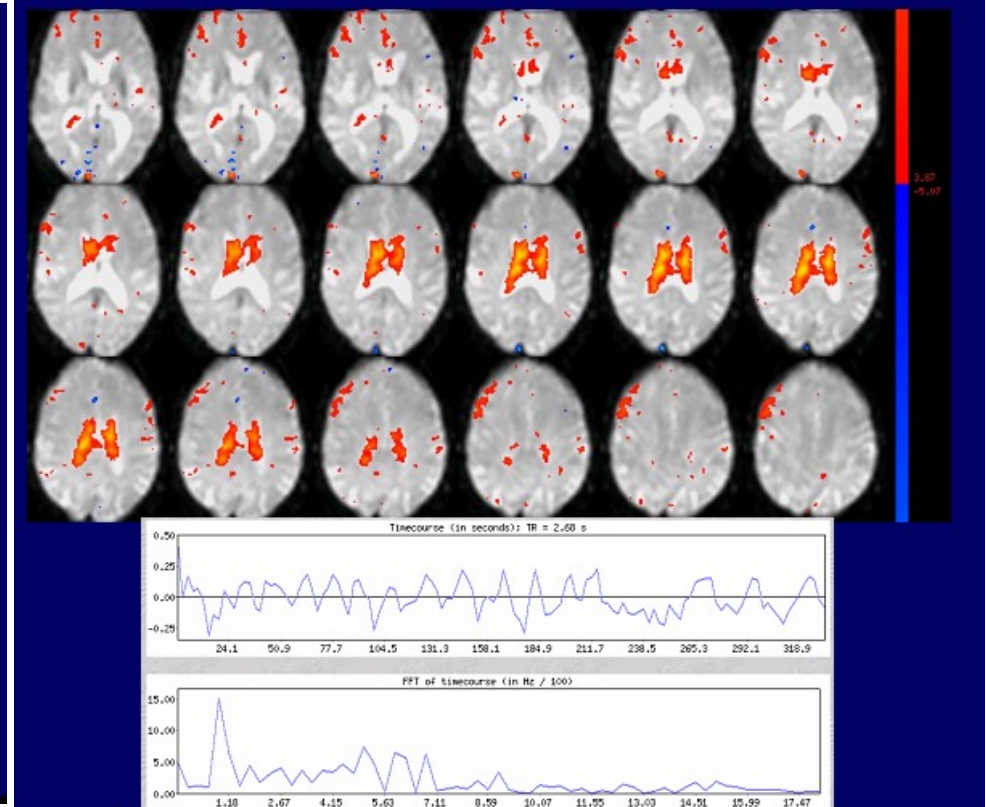 3.87
-5.07
Timecourse (in seconds); TR = 2.68 s
0.50
0.25
0.00
-0.25
24.1 50.9 77.7 104.5 131.3 158.1 184.9 211.7 238.5 265.3 292.1 318.9
FFT of timecourse (in Hz / 100)
15.00
10.00
5.00
0.00
1.18 2.67 4.15 5.63 7.11 8.59 10.07 11.55 13.03 14.51 15.99 17.47